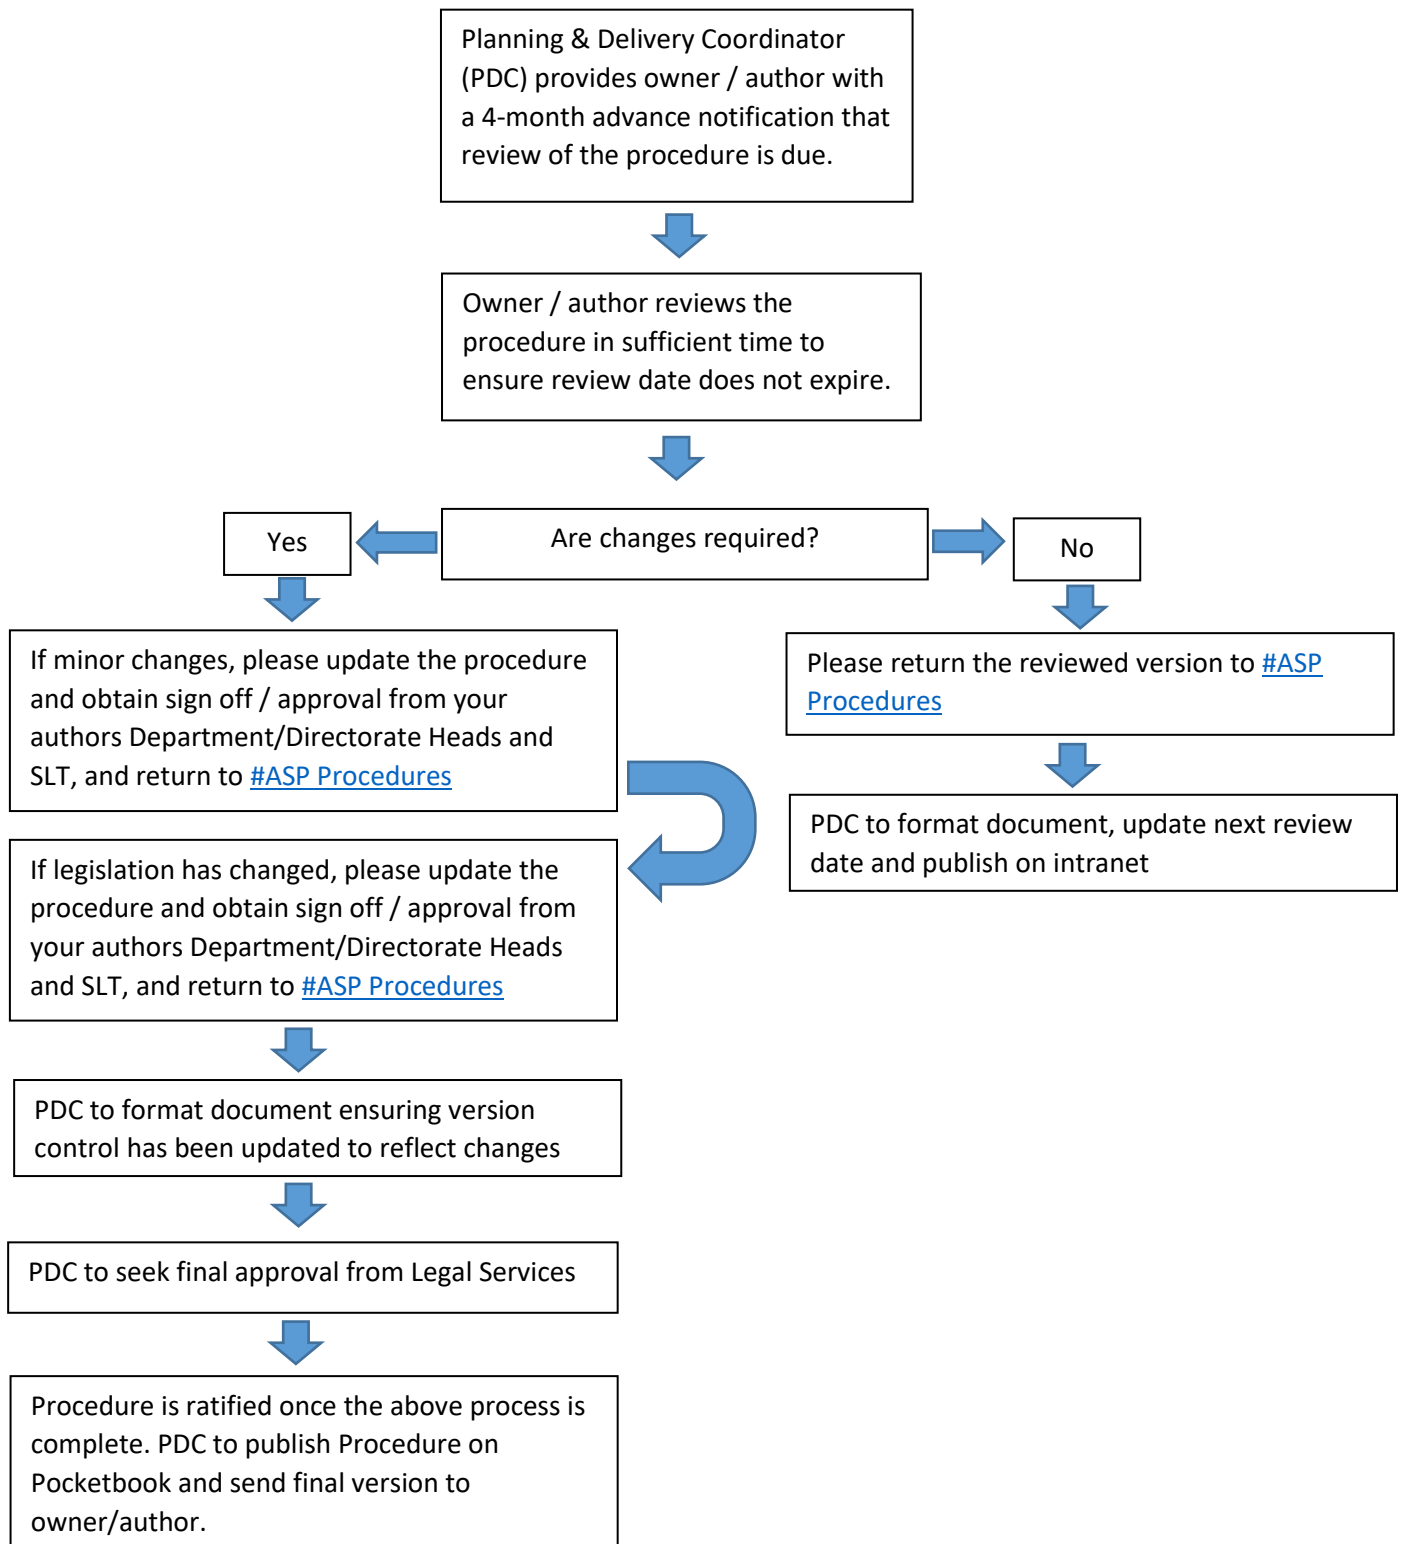 Planning & Delivery Coordinator
(PDC) provides owner / author with
a 4-month advance notification that
review of the procedure is due.
Owner / author reviews the
procedure in sufficient time to
ensure review date does not expire.
Yes
Are changes required?
No
If minor changes, please update the procedure
and obtain sign off / approval from your
authors Department/Directorate Heads and
SLT, and return to #ASP Procedures
Please return the reviewed version to #ASP
Procedures
PDC to format document, update next review
date and publish on intranet
If legislation has changed, please update the
procedure and obtain sign off / approval from
your authors Department/Directorate Heads
and SLT, and return to #ASP Procedures
PDC to format document ensuring version
control has been updated to reflect changes
PDC to seek final approval from Legal Services
Procedure is ratified once the above process is
complete. PDC to publish Procedure on
Pocketbook and send final version to
owner/author.